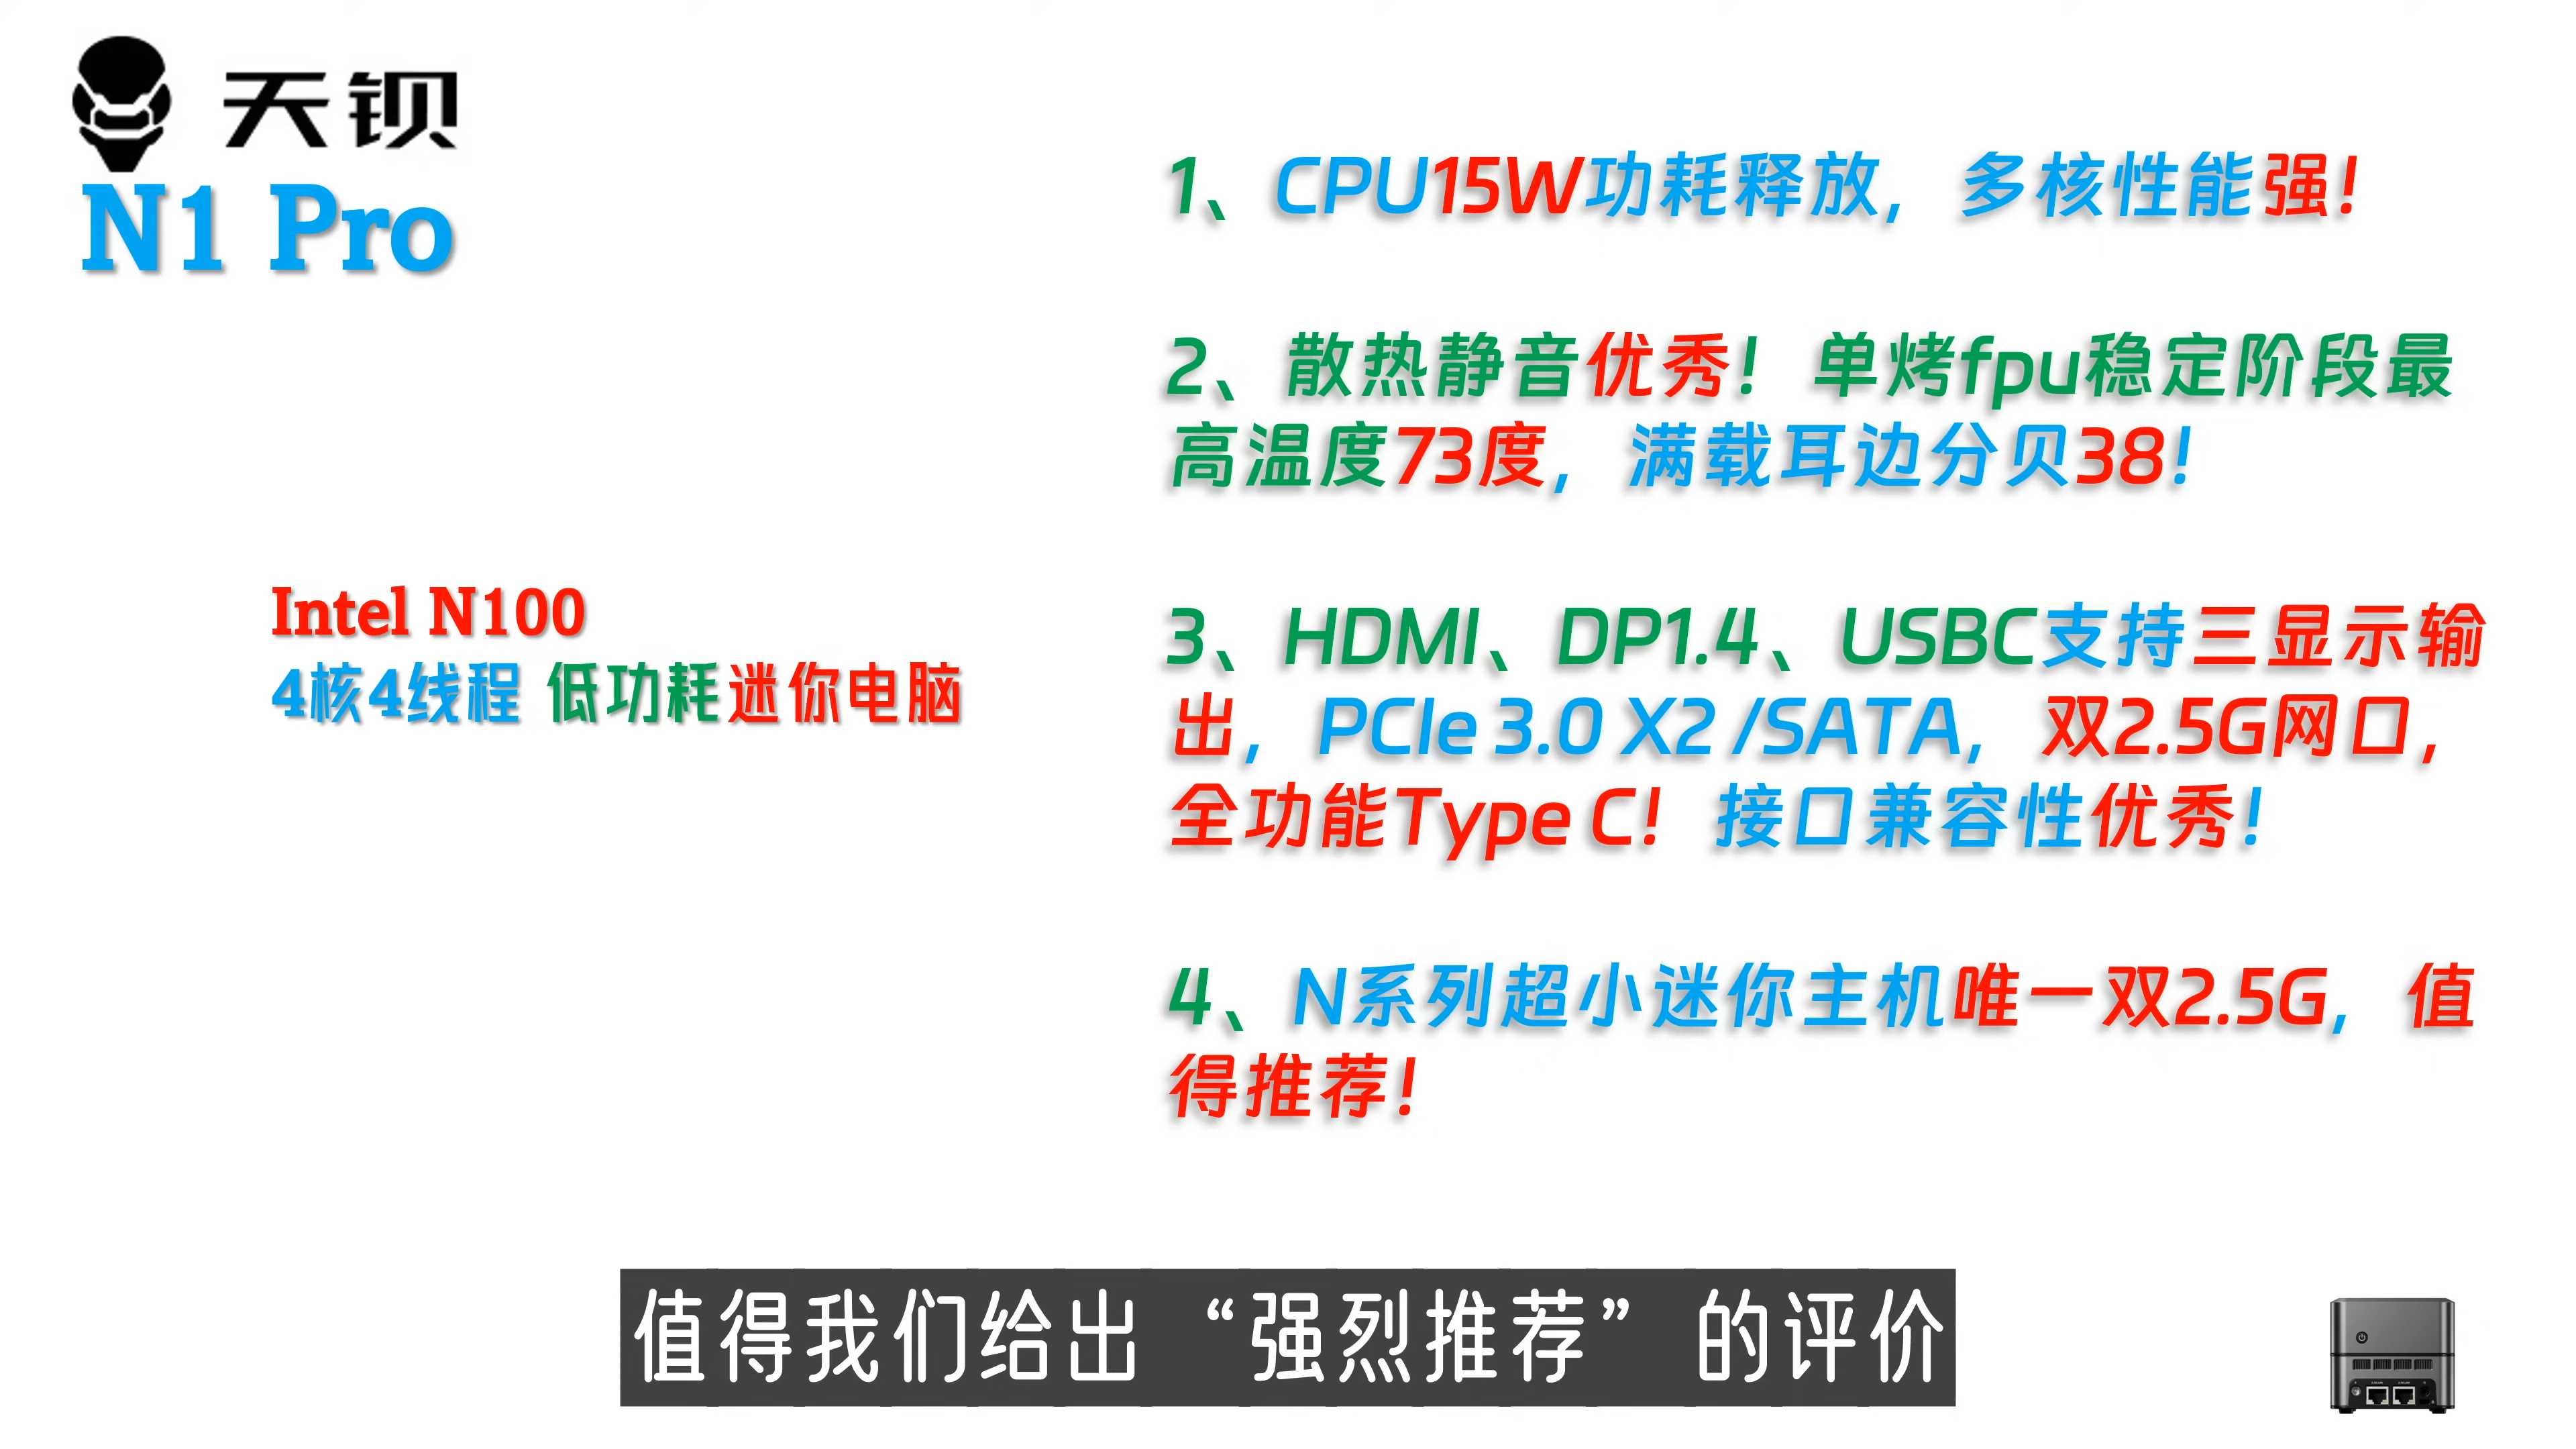 天钡
N1 Pro
Intel N100
4核4线程 低功耗迷你电脑
1、CPU15W功耗释放，多核性能强！
2、散热静音优秀！单烤fpu稳定阶段最
高温度73度，满载耳边分贝38！
3、HDMI、DP1.4、USBC支持三显示输
出，PCIe 3.0 X2 /SATA，双2.5G网口，
全功能Type C！接口兼容性优秀！
4、N系列超小迷你主机唯一双2.5G，值
得推荐！
值得我们给出“强烈推荐”的评价